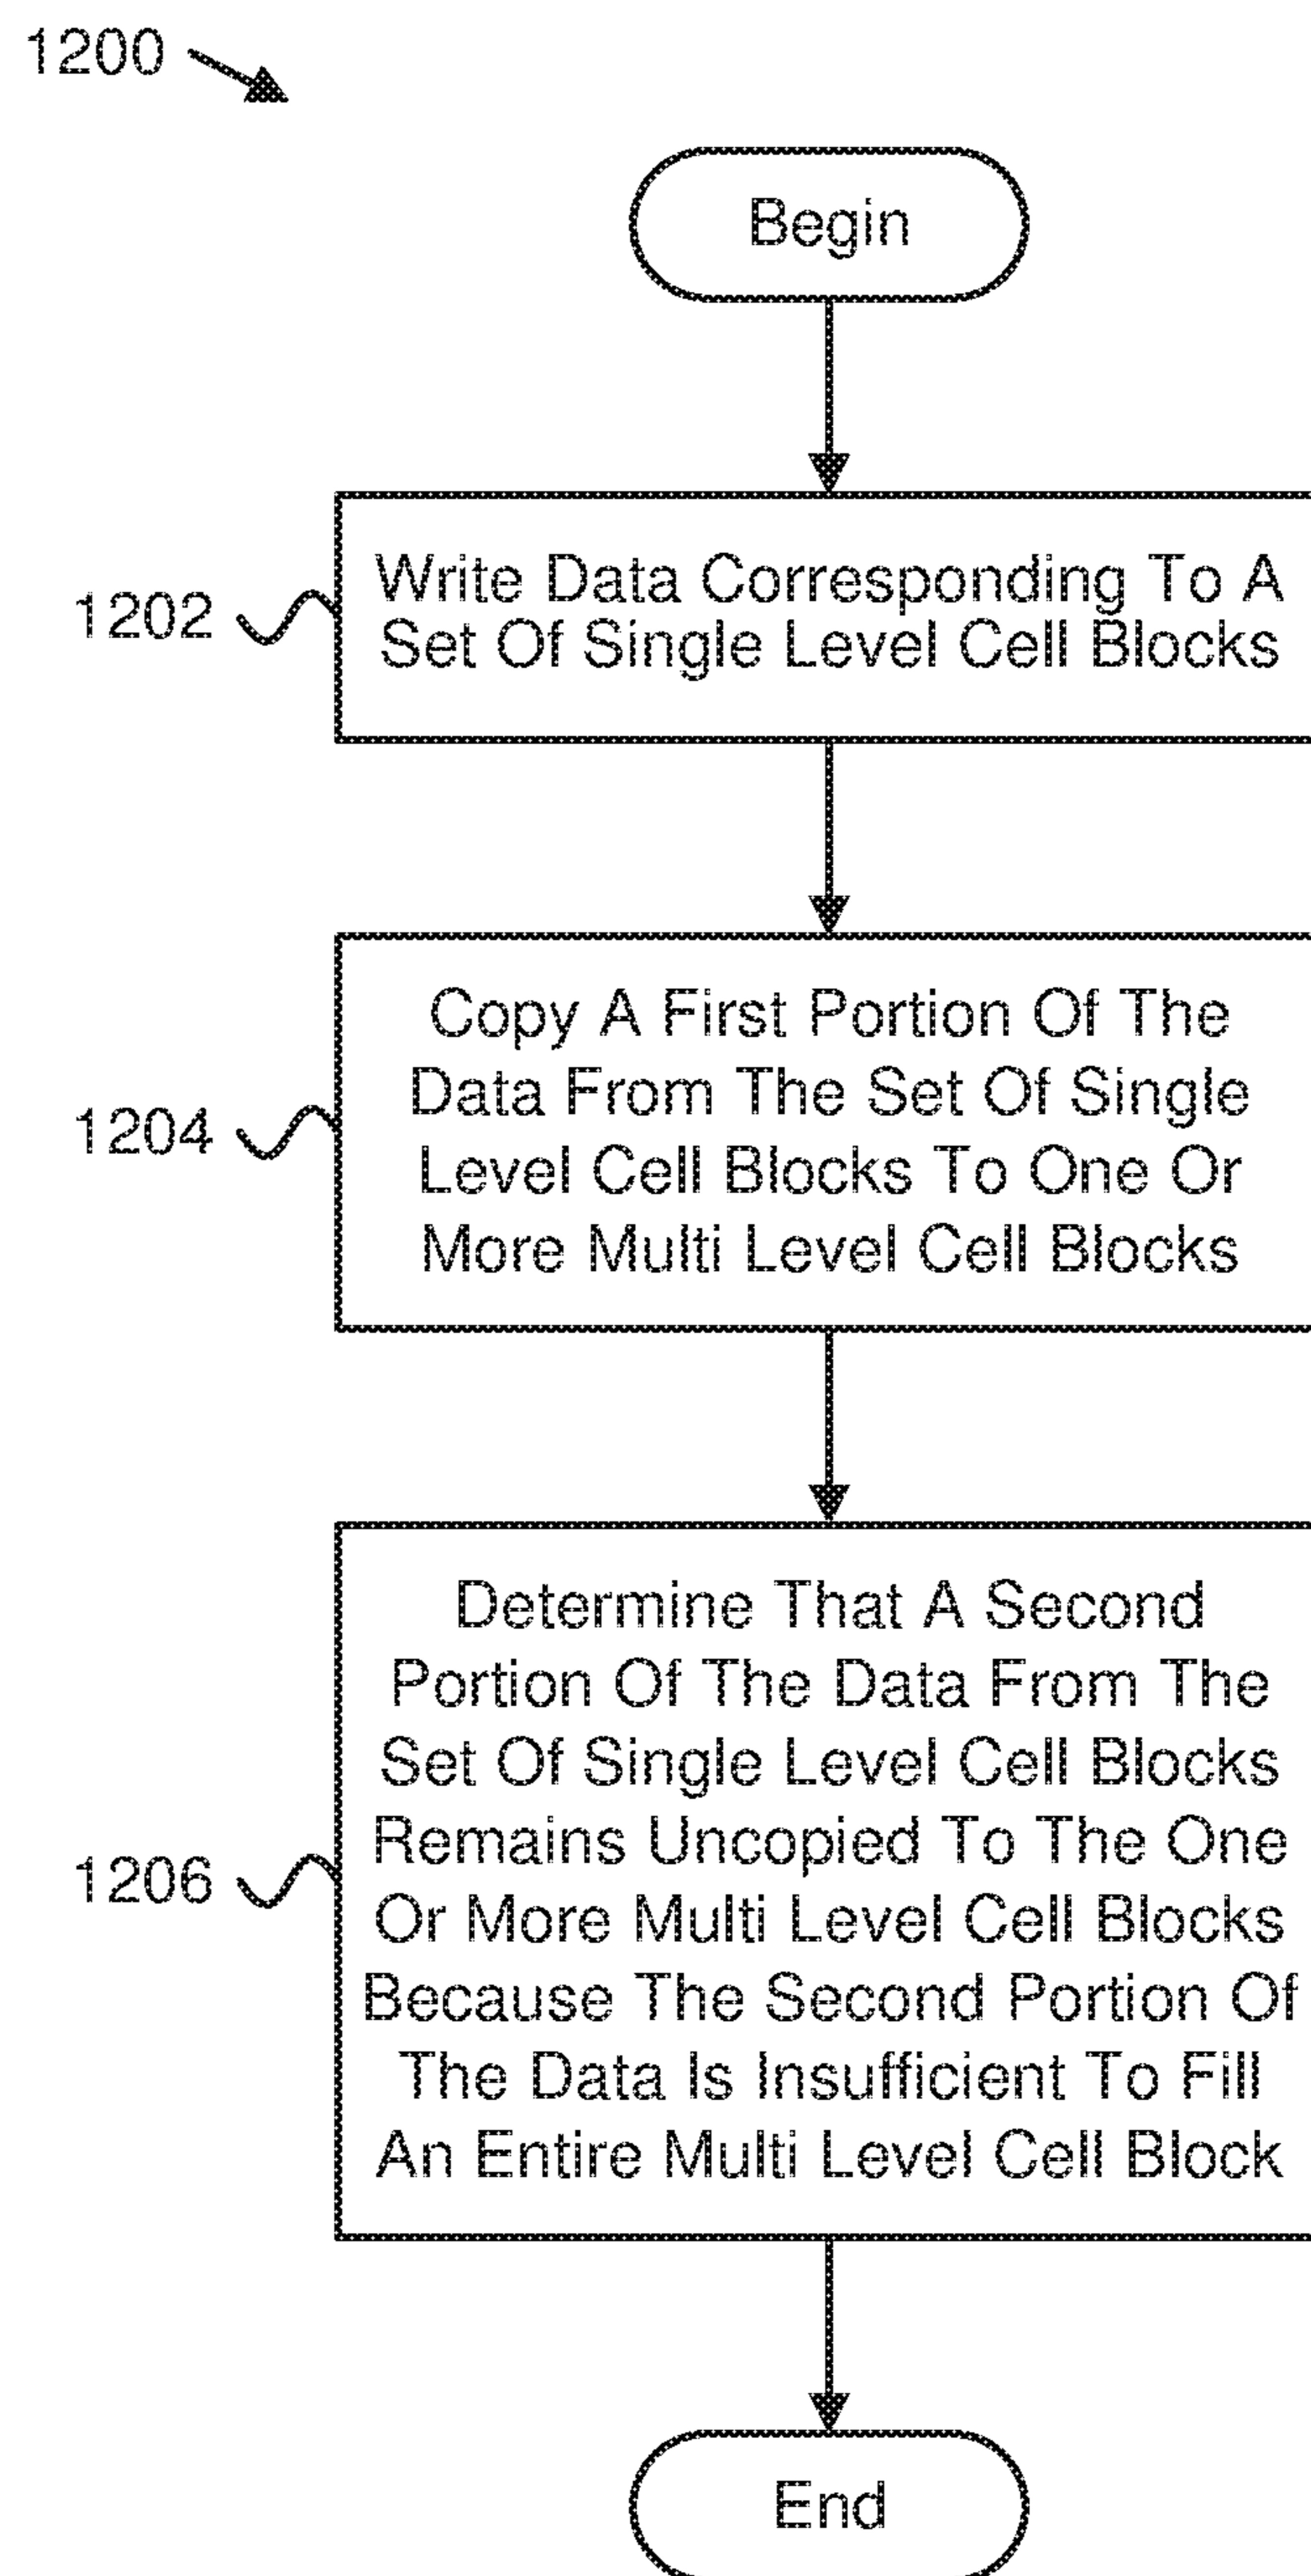 1200
Begin
1202
Write Data Corresponding To A
Set Of Single Level Cell Blocks
1204
Copy A First Portion Of The
Data From The Set Of Single
Level Cell Blocks To One Or
More Multi Level Cell Blocks
1206
Determine That A Second
Portion Of The Data From The
Set Of Single Level Cell Blocks
Remains Uncopied To The One
Or More Multi Level Cell Blocks
Because The Second Portion Of
The Data Is Insufficient To Fill
An Entire Multi Level Cell Block
End